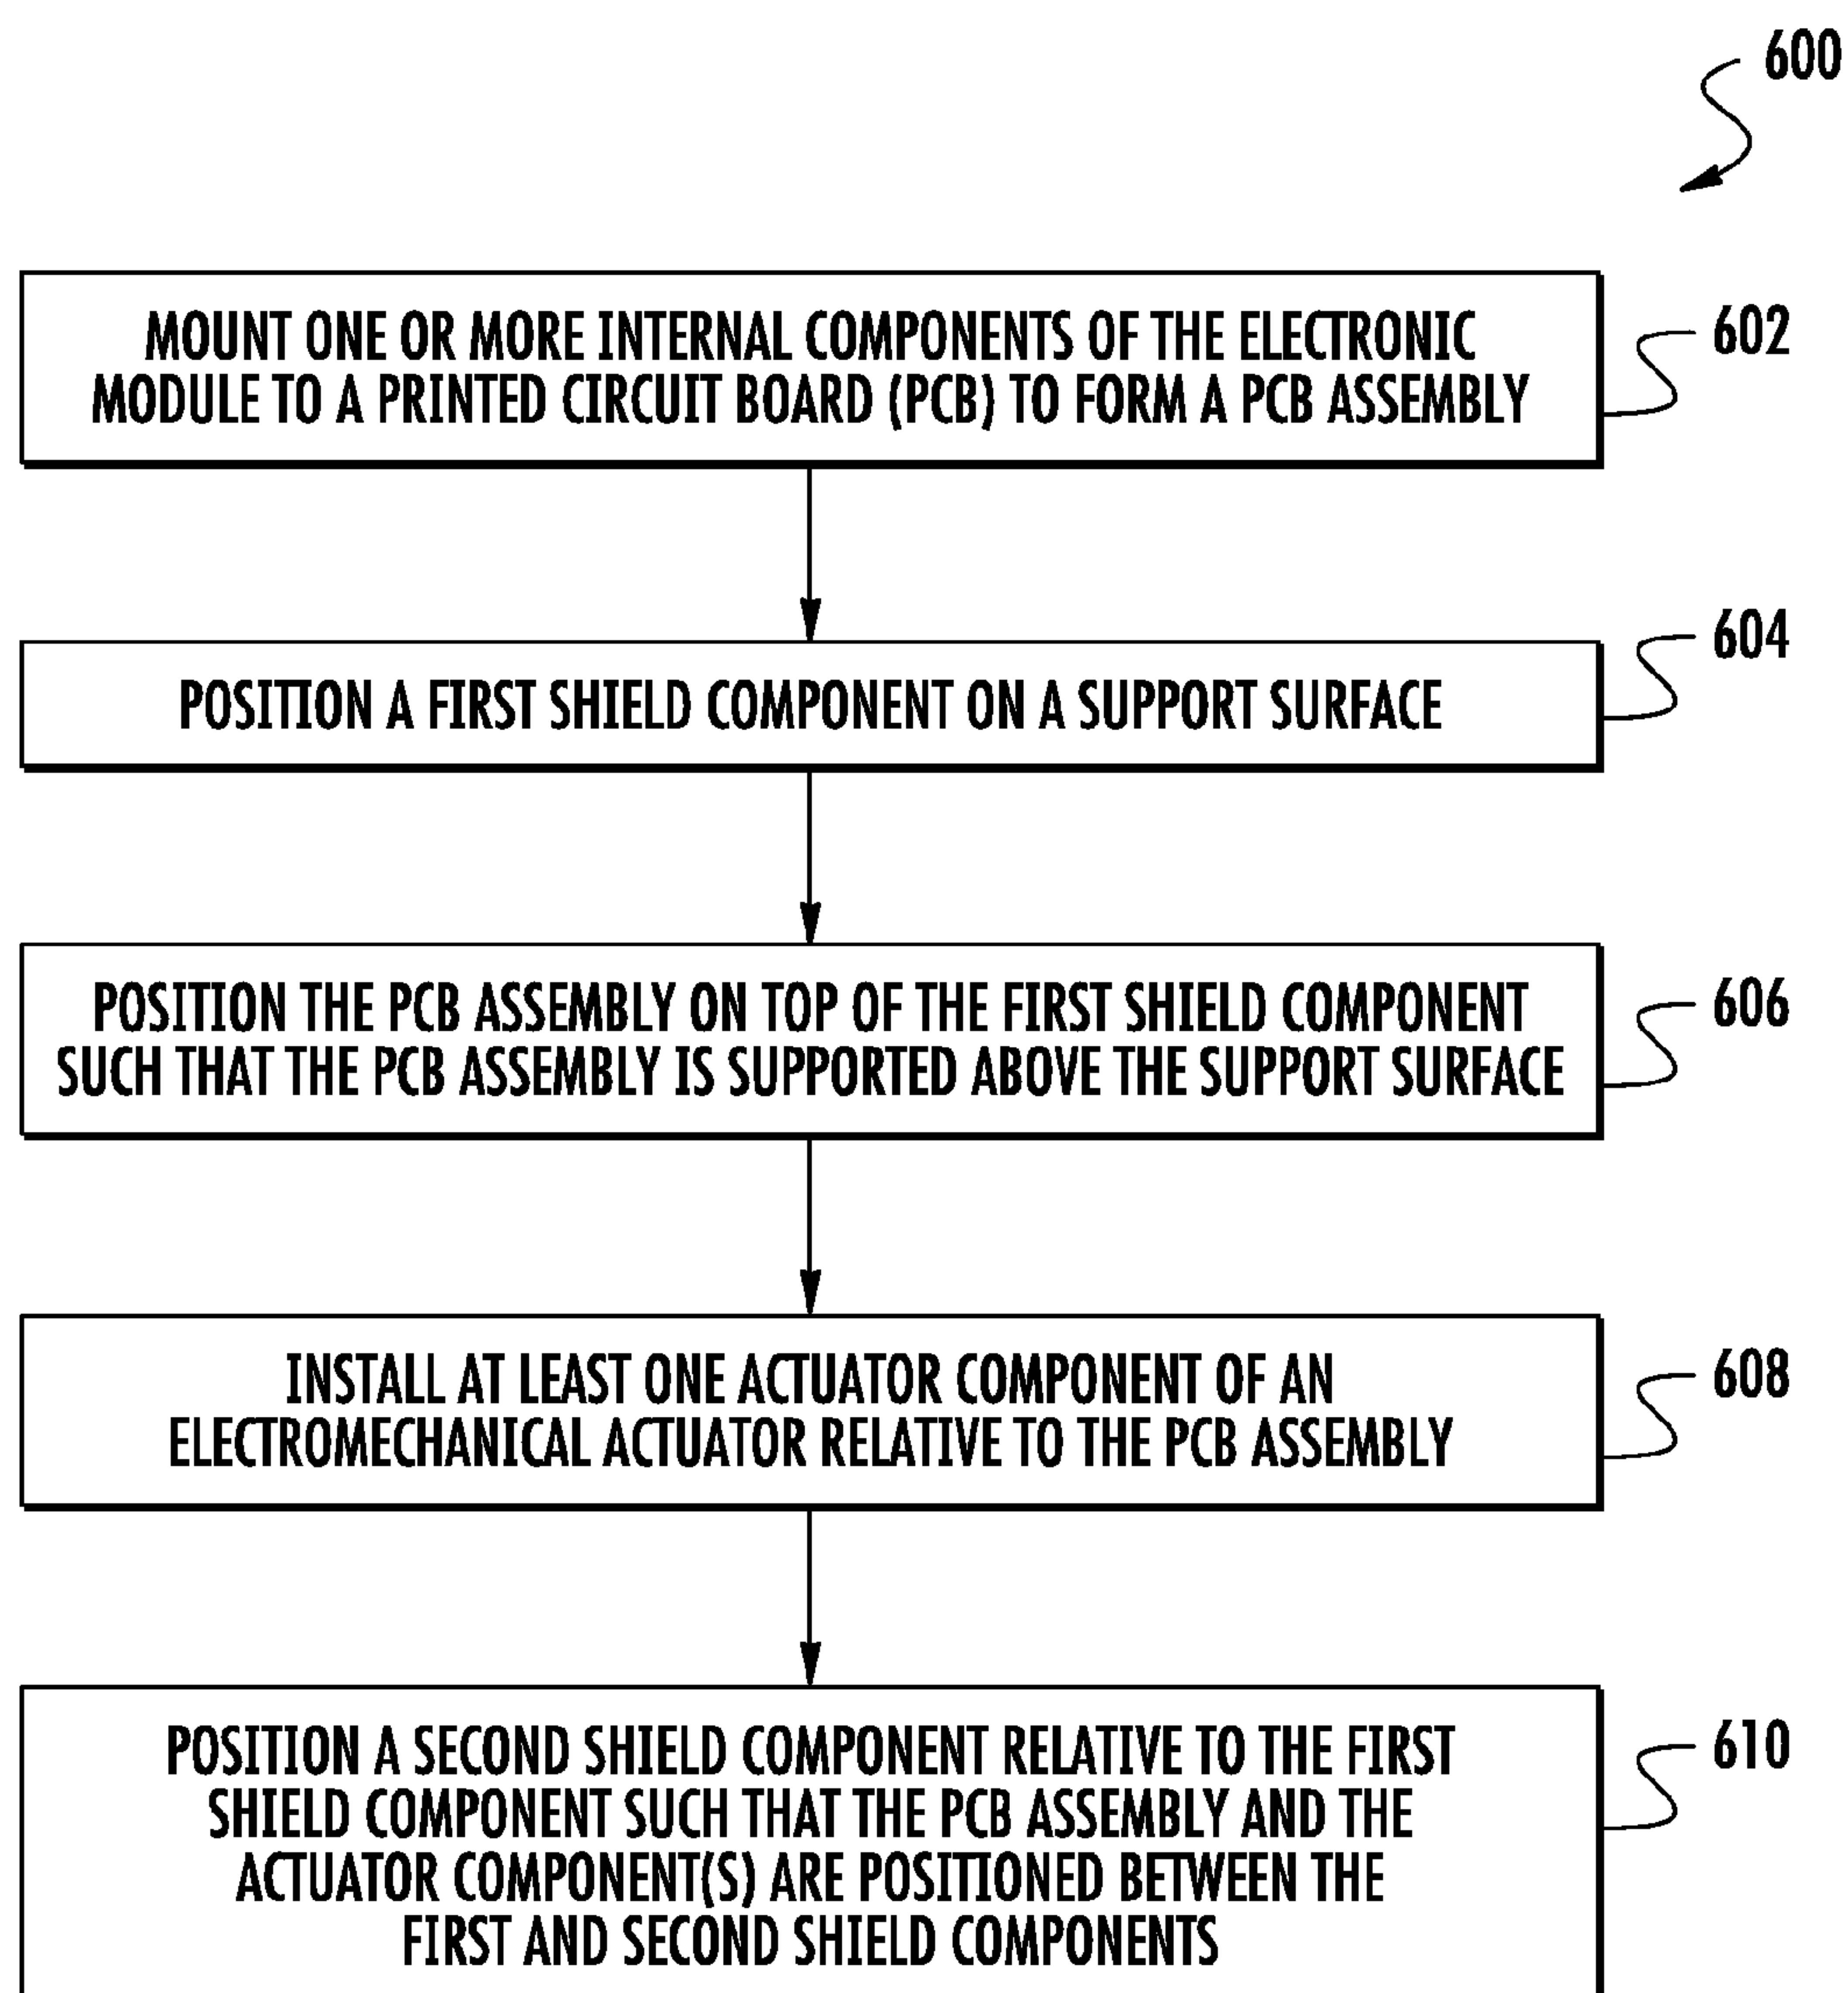 600
MOUNT ONE OR MORE INTERNAL COMPONENTS OF THE ELECTRONIC
MODULE TO A PRINTED CIRCUIT BOARD (PCB) TO FORM A PCB ASSEMBLY
602
POSITION A FIRST SHIELD COMPONENT ON A SUPPORT SURFACE
604
POSITION THE PCB ASSEMBLY ON TOP OF THE FIRST SHIELD COMPONENT
SUCH THAT THE PCB ASSEMBLY IS SUPPORTED ABOVE THE SUPPORT SURFACE
606
INSTALL AT LEAST ONE ACTUATOR COMPONENT OF AN
ELECTROMECHANICAL ACTUATOR RELATIVE TO THE PCB ASSEMBLY
608
POSITION A SECOND SHIELD COMPONENT RELATIVE TO THE FIRST
SHIELD COMPONENT SUCH THAT THE PCB ASSEMBLY AND THE
ACTUATOR COMPONENT(S) ARE POSITIONED BETWEEN THE
FIRST AND SECOND SHIELD COMPONENTS
610